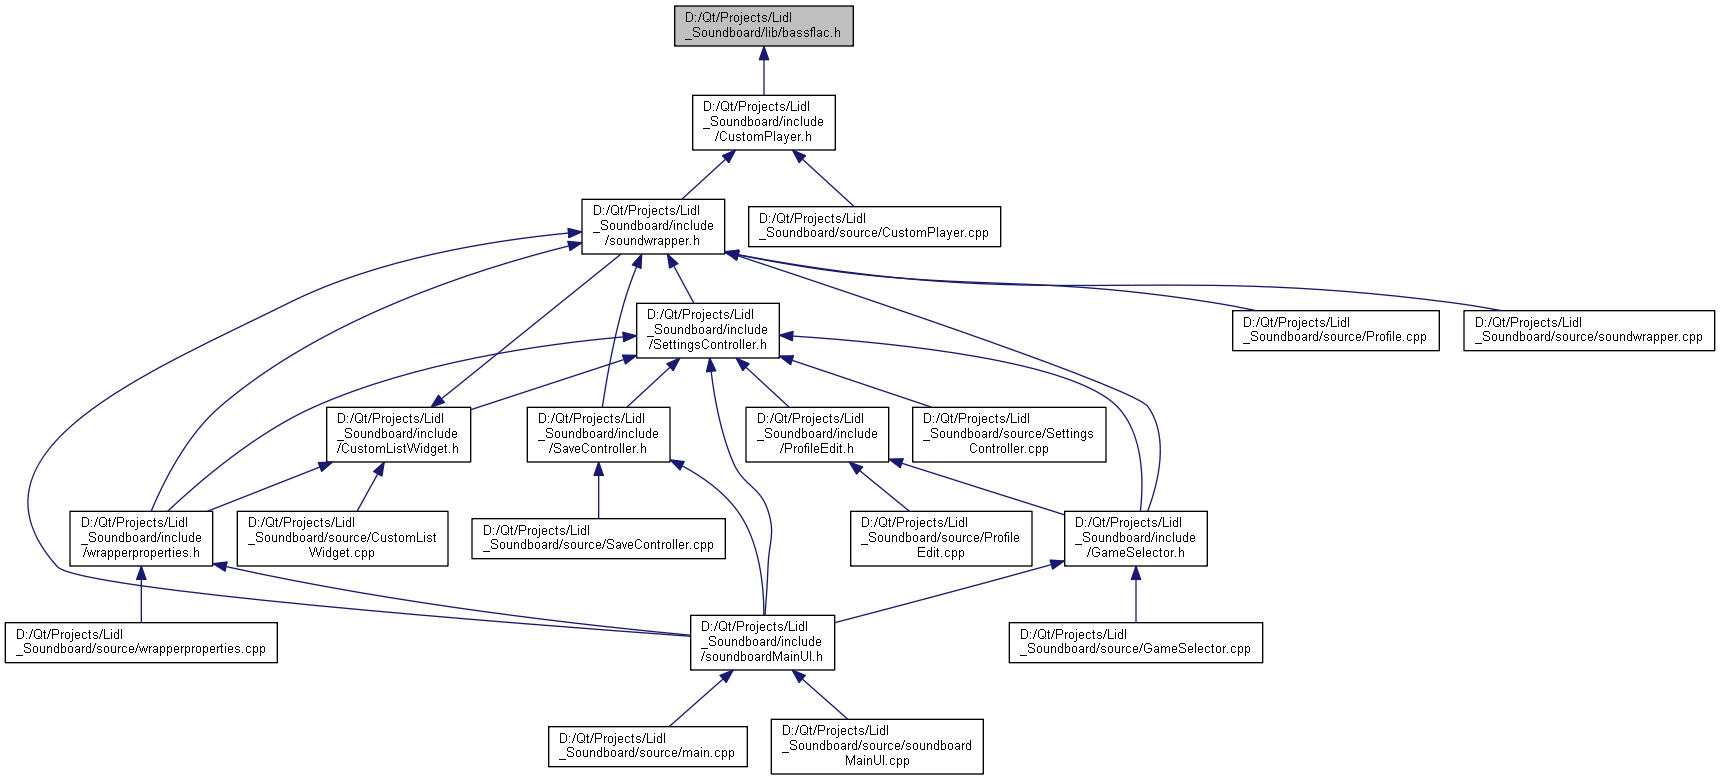 D:/Qt/Projects/Lidl
_Soundboard/lib/bassflac.h
D:/Qt/Projects/Lidl
_Soundboard/include
/CustomPlayer.h
D:/Qt/Projects/Lidl
_Soundboard/include
/soundwrapper.h
D:/Qt/Projects/Lidl
_Soundboard/source/CustomPlayer.cpp
D:/Qt/Projects/Lidl
_Soundboard/include
/SettingsController.h
D:/Qt/Projects/Lidl
_Soundboard/source/Profile.cpp
D:/Qt/Projects/Lidl
_Soundboard/source/soundwrapper.cpp
D:/Qt/Projects/Lidl
_Soundboard/include
/CustomListWidget.h
D:/Qt/Projects/Lidl
_Soundboard/include
/SaveController.h
D:/Qt/Projects/Lidl
_Soundboard/include
/ProfileEdit.h
D:/Qt/Projects/Lidl
_Soundboard/source/Settings
Controller.cpp
D:/Qt/Projects/Lidl
_Soundboard/include
/wrapperproperties.h
D:/Qt/Projects/Lidl
_Soundboard/source/CustomList
Widget.cpp
D:/Qt/Projects/Lidl
_Soundboard/source/SaveController.cpp
D:/Qt/Projects/Lidl
_Soundboard/source/Profile
Edit.cpp
D:/Qt/Projects/Lidl
_Soundboard/include
/GameSelector.h
D:/Qt/Projects/Lidl
_Soundboard/source/wrapperproperties.cpp
D:/Qt/Projects/Lidl
_Soundboard/include
/soundboardMainUI.h
D:/Qt/Projects/Lidl
_Soundboard/source/GameSelector.cpp
D:/Qt/Projects/Lidl
_Soundboard/source/main.cpp
D:/Qt/Projects/Lidl
_Soundboard/source/soundboard
MainUI.cpp